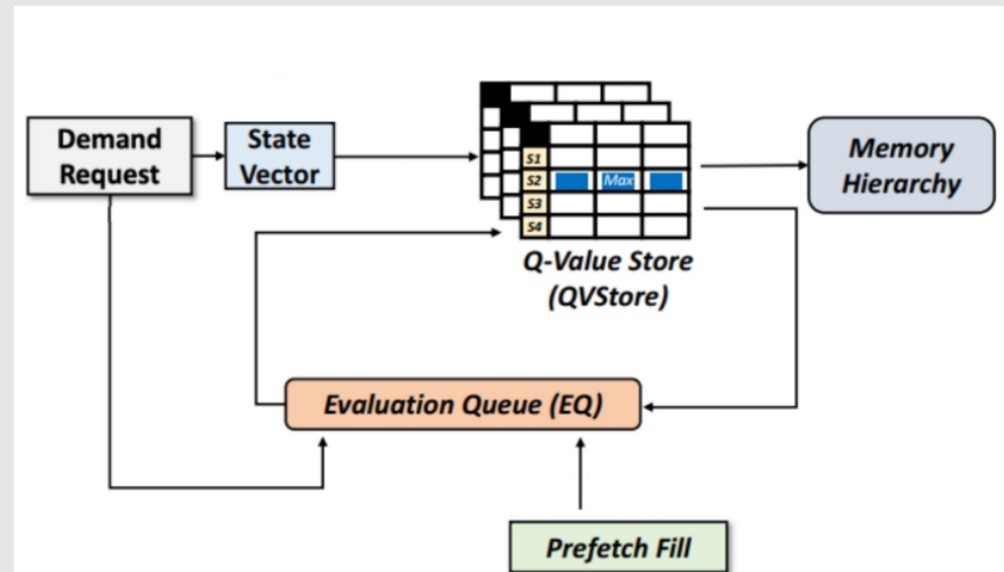 Demand
Request
State
Vector
S1
S2
Max
S3
S4
Memory
Hierarchy
Q-Value Store
(QVStore)
Evaluation Queue (EQ)
Prefetch Fill